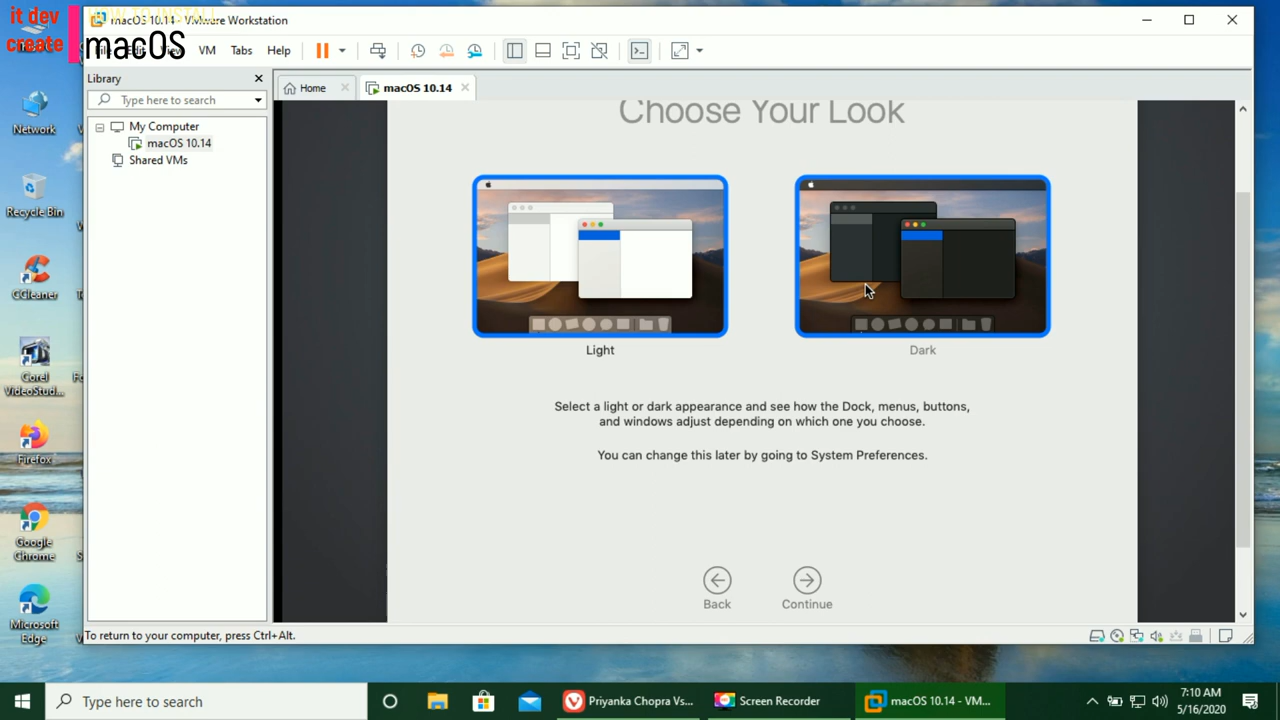 it dev
create
HOW TO INSTALL
macOS
macOS 10.14 - VMware Workstation
VM Tabs Help
Library
Type here to search
My Computer
macOS 10.14
Shared VMs
Home
macOS 10.14
Choose Your Look
Light
Dark
Select a light or dark appearance and see how the Dock, menus, buttons,
and windows adjust depending on which one you choose.
You can change this later by going to System Preferences.
Back
Continue
To return to your computer, press Ctrl+Alt.
Network
Recycle Bin
CCleaner
Corel
VideoStud...
Firefox
Google
Chrome
Microsoft
Edge
Type here to search
Priyanka Chopra Vs...
Screen Recorder
macOS 10.14 - VM...
7:10 AM
5/16/2020